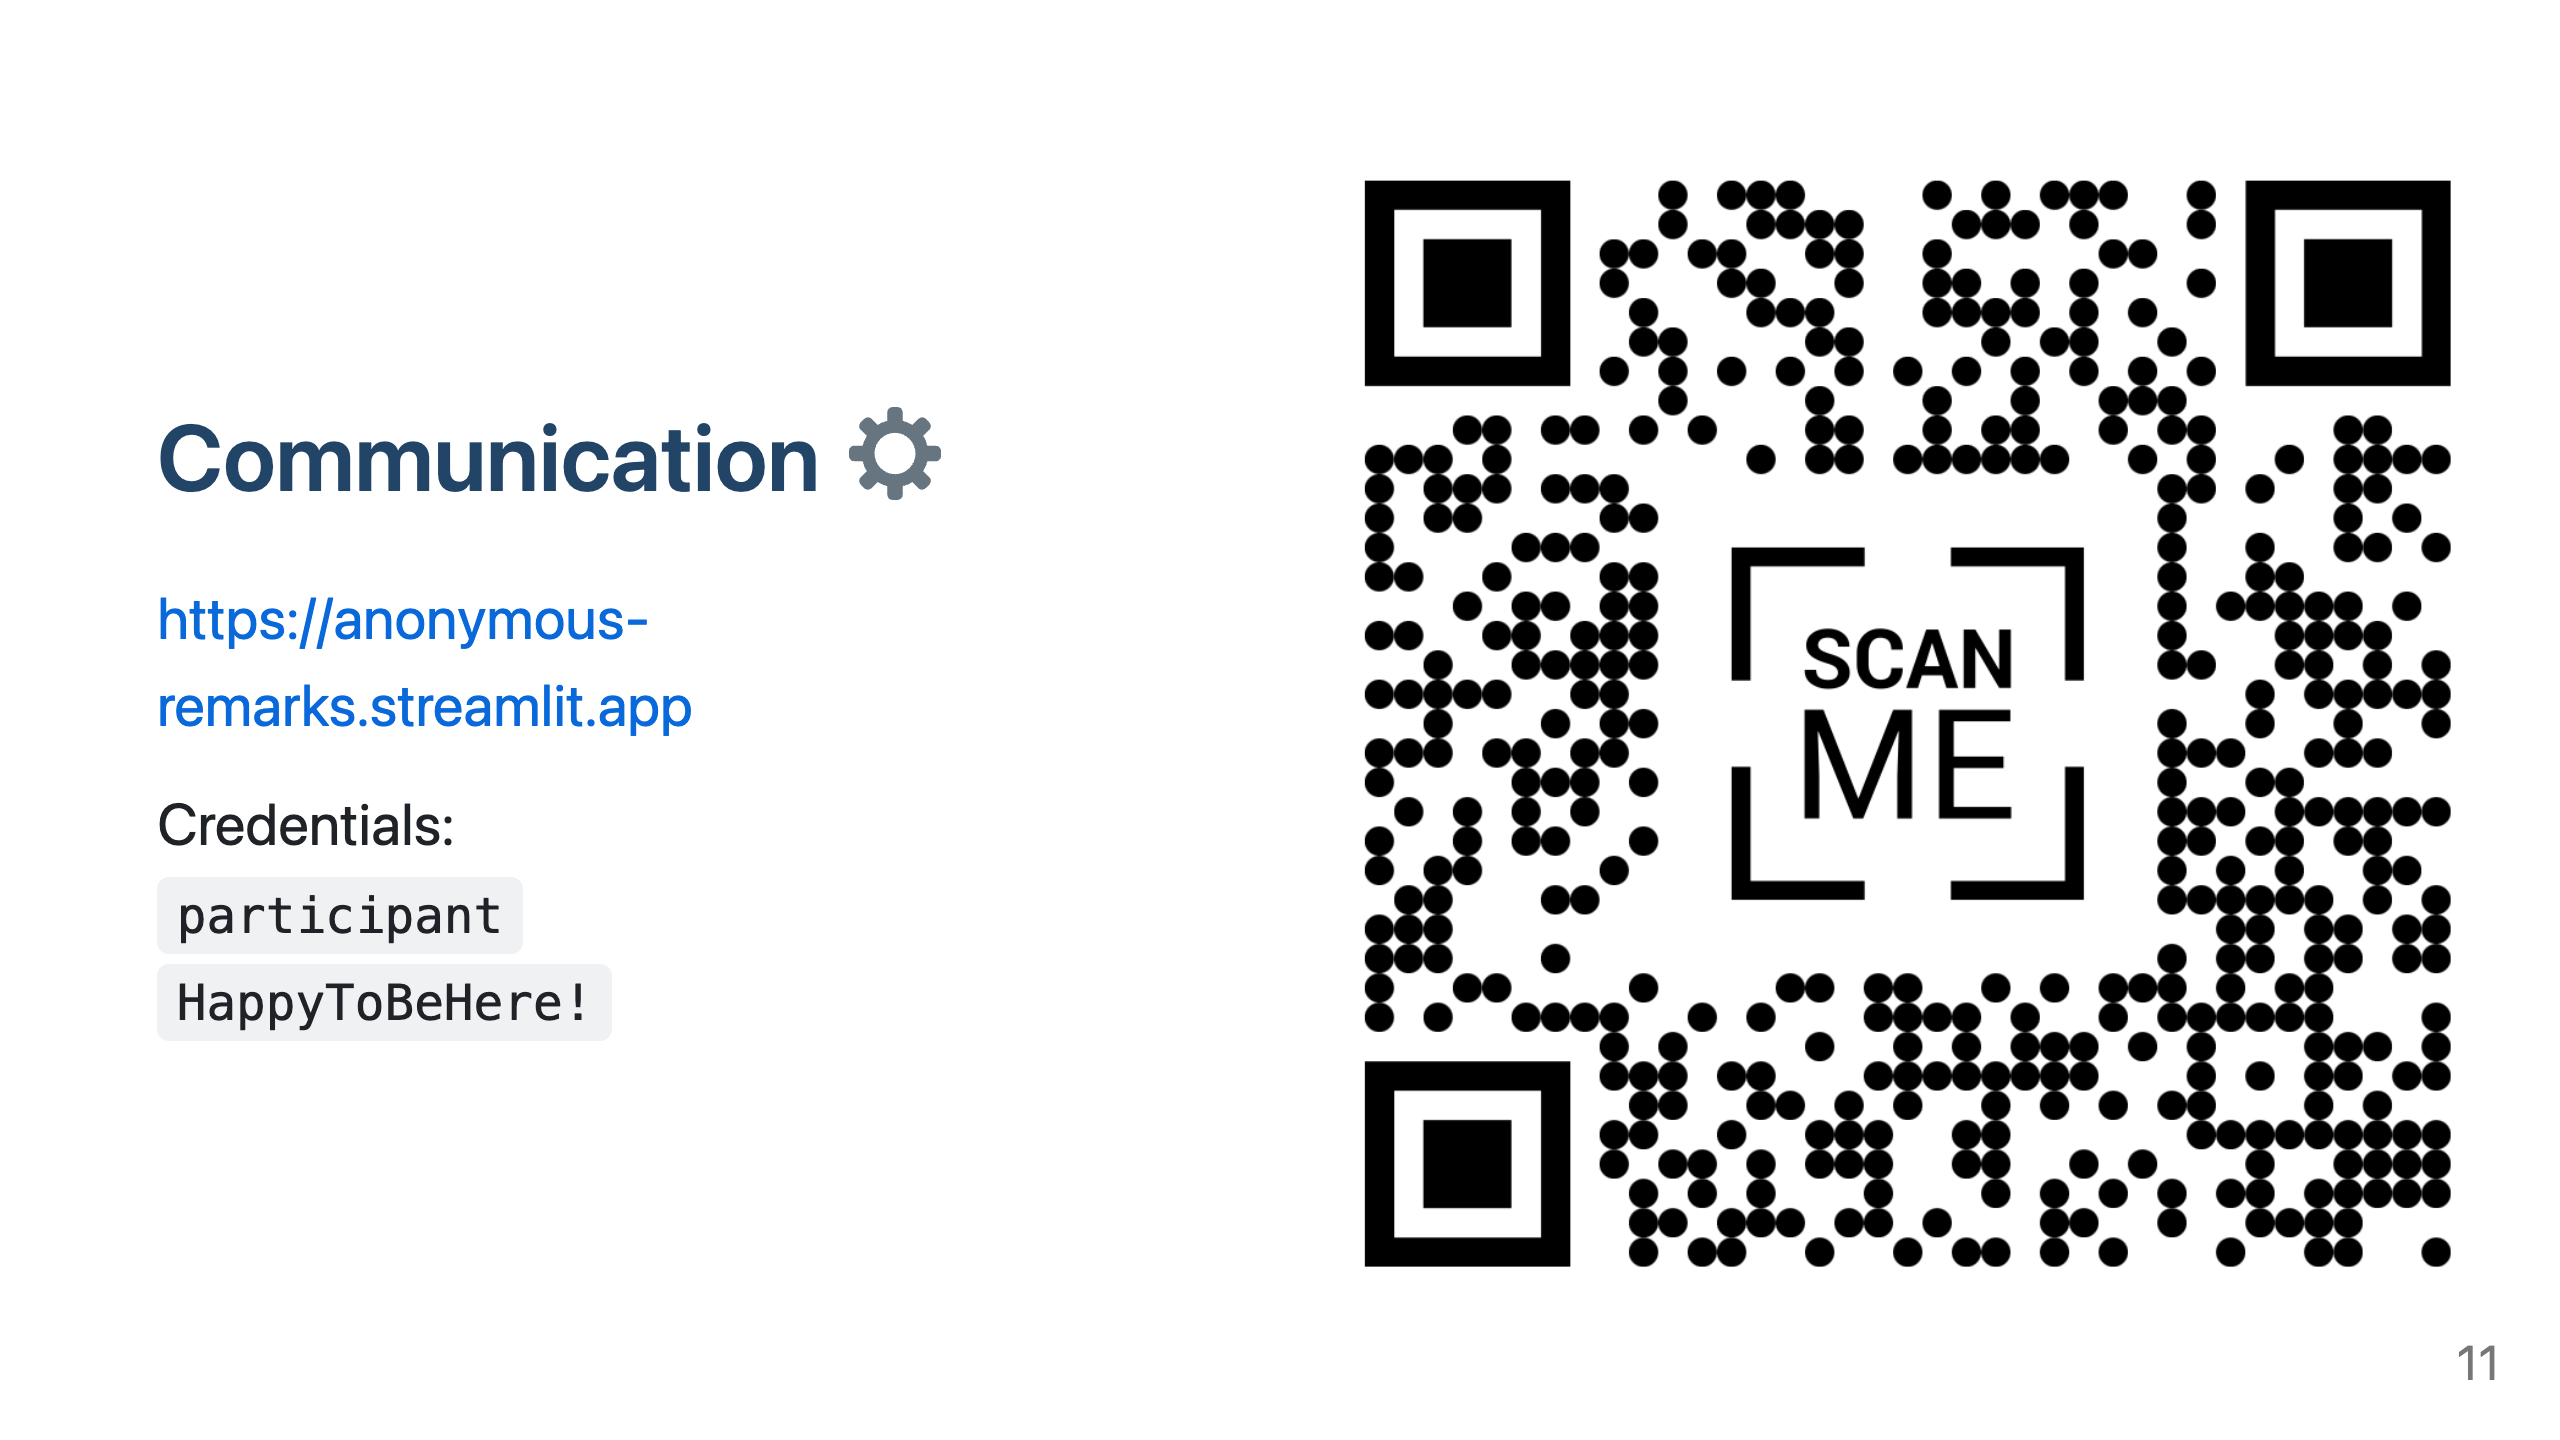 Communication
https://anonymous-
remarks.streamlit.app
Credentials:
participant
HappyToBeHere!
SCAN
ME
11